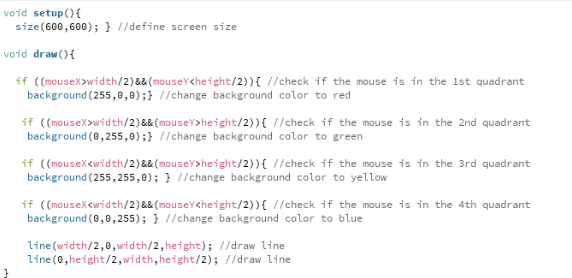 void setup(){
size(600,600); } //define screen size
void draw(){
if ((mouseX>width/2)&&(mouseY<height/2)){ //check if the mouse is in the 1st quadrant
background(255,0,0);} //change background color to red
if ((mouseX>width/2)&&(mouseY>height/2)){ //check if the mouse is in the 2nd quadrant
background(0,255,0);} //change background color to green
if ((mouseX<width/2)&&(mouseY>height/2)){ //check if the mouse is in the 3rd quadrant
background(255,255,0); } //change background color to yellow
if ((mouseX<width/2)&&(mouseY<height/2)){ //check if the mouse is in the 4th quadrant
background(0,0,255); } //change background color to blue
line(width/2,0,width/2,height); //draw line
line(0,height/2,width,height/2); //draw line
}